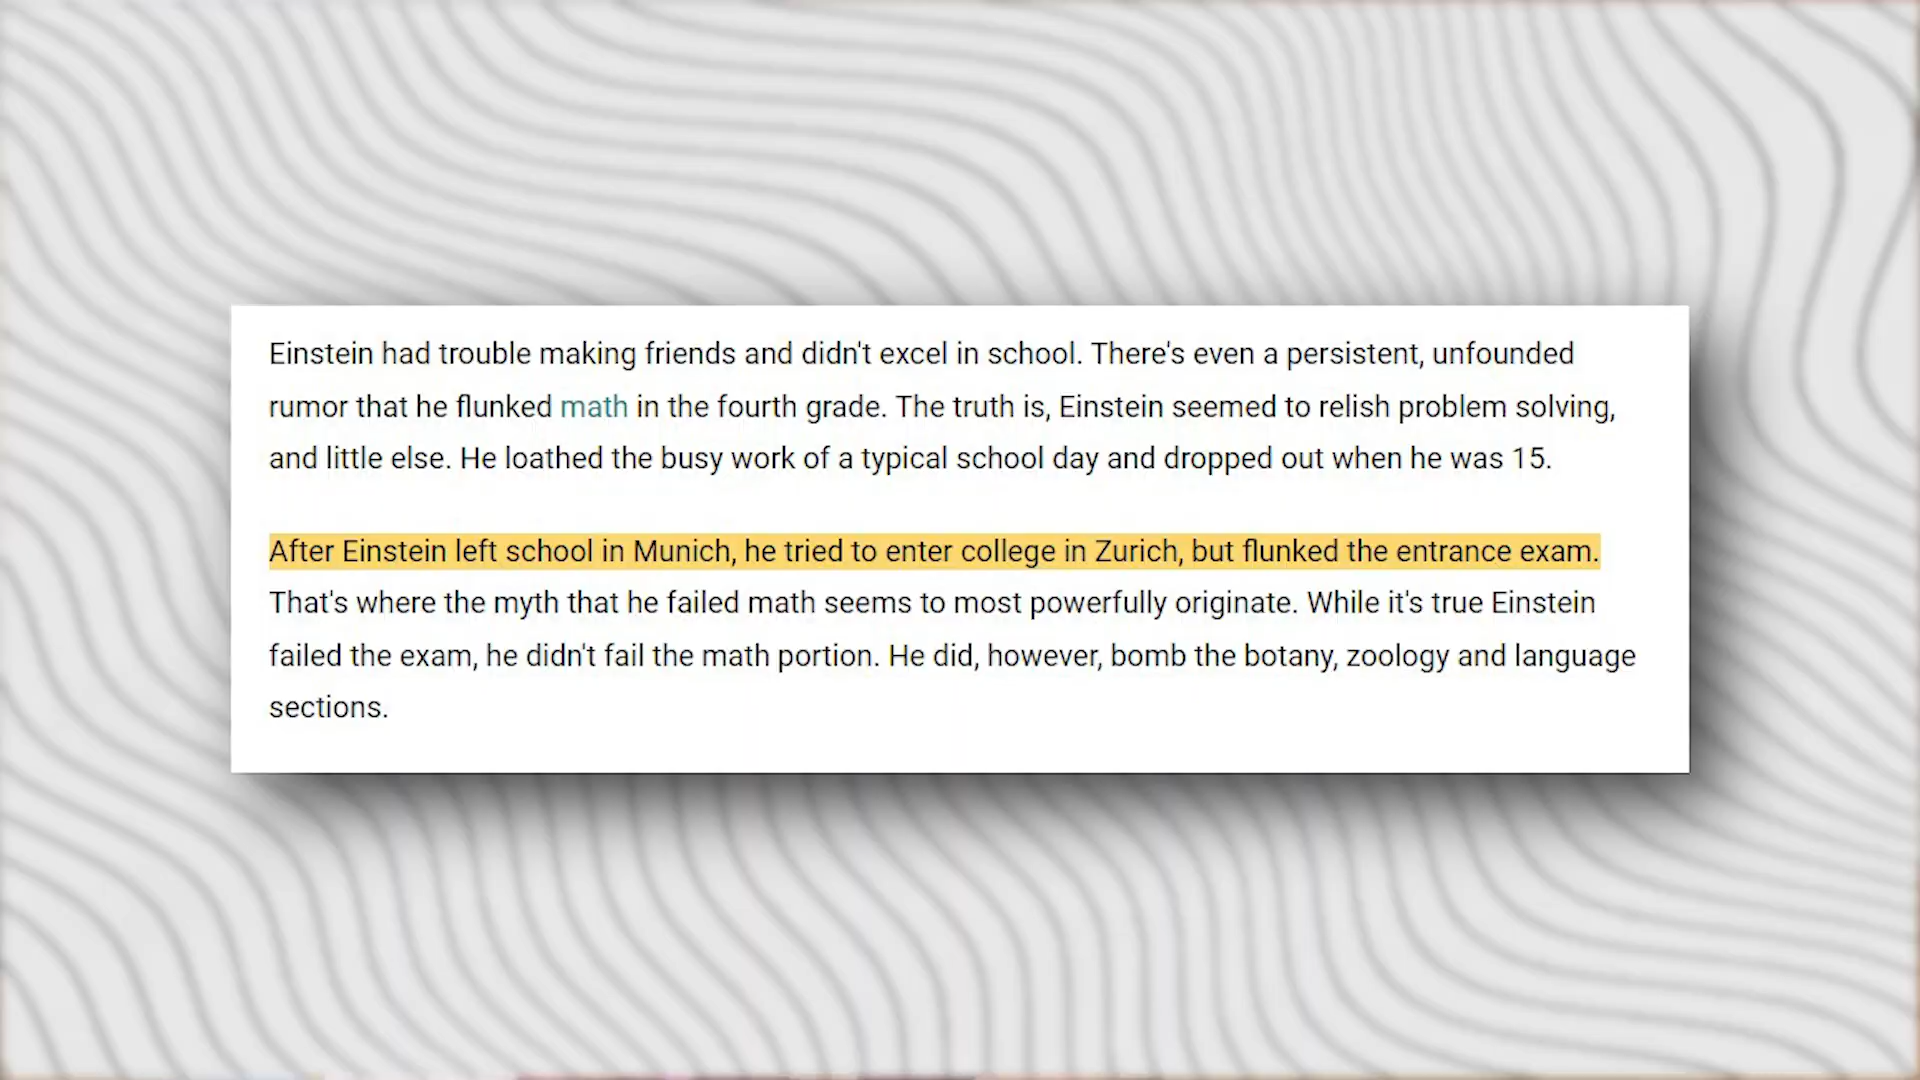 Einstein had trouble making friends and didn't excel in school. There's even a persistent, unfounded
rumor that he flunked math in the fourth grade. The truth is, Einstein seemed to relish problem solving,
and little else. He loathed the busy work of a typical school day and dropped out when he was 15.
After Einstein left school in Munich, he tried to enter college in Zurich, but flunked the entrance exam.
That's where the myth that he failed math seems to most powerfully originate. While it's true Einstein
failed the exam, he didn't fail the math portion. He did, however, bomb the botany, zoology and language
sections.